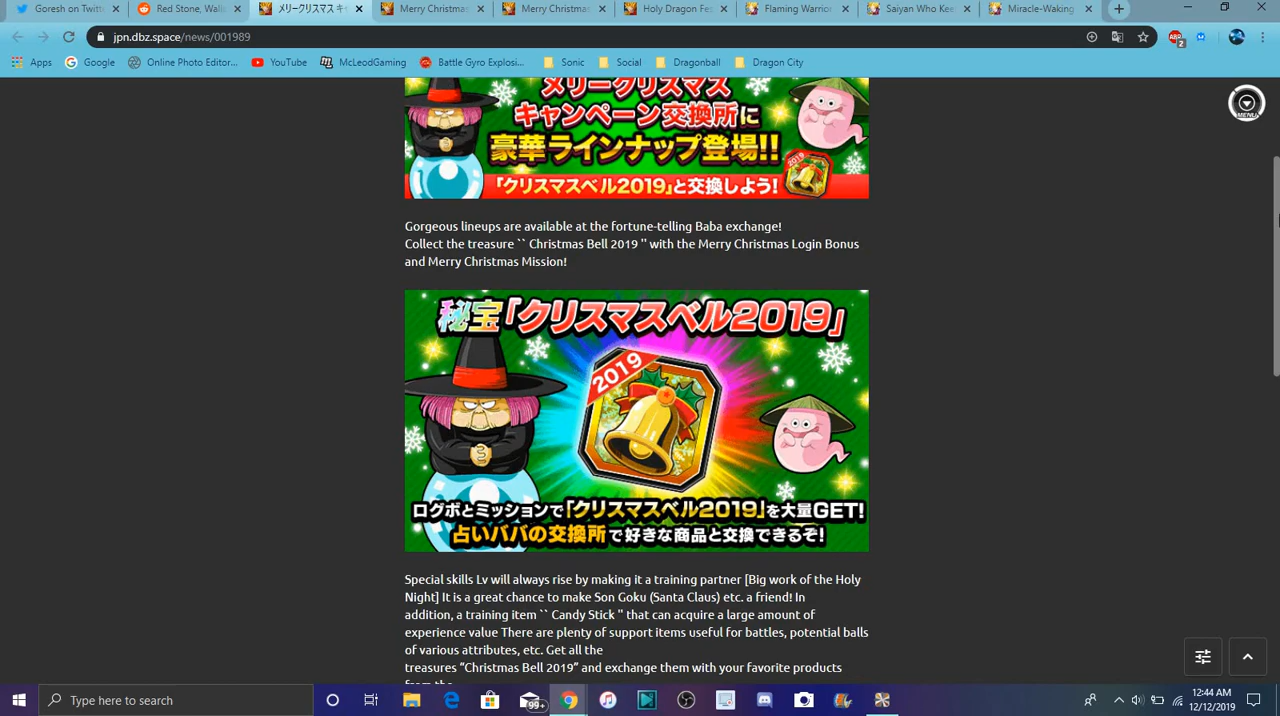 Goresh on Twitt
Red Stone, Walli
メリークリスマス キャ
Merry Christmas
Merry Christmas
Holy Dragon Fes
Flaming Warrior
Saiyan Who Kee
Miracle-Waking
jpn.dbz.space/news/001989
2
Apps
Google
Online Photo Editor...
YouTube
McLeodGaming
Battle Gyro Explosi...
Sonic
Social
Dragonball
Dragon City
MENU
メリークリスマス
キャンペーン交換所に
豪華ラインナップ登場!!
2019
「クリスマスベル2019」と交換しよう!
Gorgeous lineups are available at the fortune-telling Baba exchange!
Collect the treasure `` Christmas Bell 2019 '' with the Merry Christmas Login Bonus
and Merry Christmas Mission!
秘宝「クリスマスベル2019」
2019
ログボとミッションで「クリスマスベル2019」を大量GET!
占いババの交換所で好きな商品と交換できるぞ!
Special skills Lv will always rise by making it a training partner [Big work of the Holy
Night] It is a great chance to make Son Goku (Santa Claus) etc. a friend! In
addition, a training item `` Candy Stick '' that can acquire a large amount of
experience value There are plenty of support items useful for battles, potential balls
of various attributes, etc. Get all the
treasures “Christmas Bell 2019” and exchange them with your favorite products
from the
Type here to search
99+
12:44 AM
12/12/2019